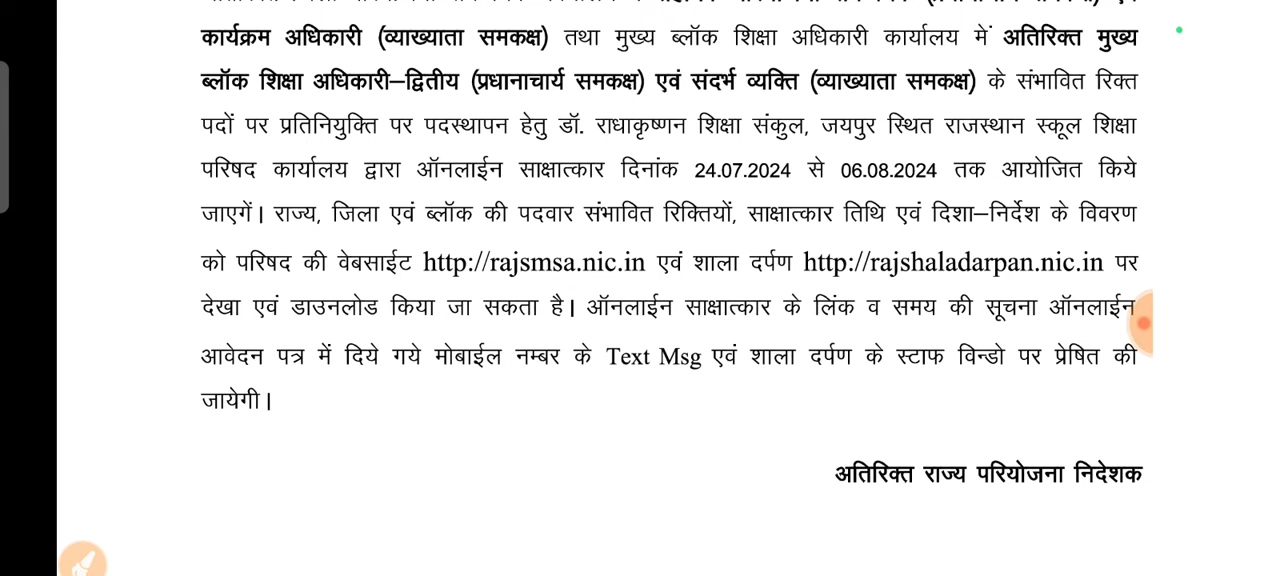 कार्यक्रम अधिकारी (व्याख्याता समकक्ष) तथा मुख्य ब्लॉक शिक्षा अधिकारी कार्यालय में अतिरिक्त मुख्य
ब्लॉक शिक्षा अधिकारी–द्वितीय (प्रधानाचार्य समकक्ष) एवं संदर्भ व्यक्ति (व्याख्याता समकक्ष) के संभावित रिक्त
पदों पर प्रतिनियुक्ति पर पदस्थापन हेतु डॉ. राधाकृष्णन शिक्षा संकुल, जयपुर स्थित राजस्थान स्कूल शिक्षा
परिषद कार्यालय द्वारा ऑनलाईन साक्षात्कार दिनांक 24.07.2024 से 06.08.2024 तक आयोजित किये
जाएगें। राज्य, जिला एवं ब्लॉक की पदवार संभावित रिक्तियों, साक्षात्कार तिथि एवं दिशा–निर्देश के विवरण
को परिषद की वेबसाईट http://rajsmsa.nic.in एवं शाला दर्पण http://rajshaladarpan.nic.in पर
देखा एवं डाउनलोड किया जा सकता है। ऑनलाईन साक्षात्कार के लिंक व समय की सूचना ऑनलाईन
आवेदन पत्र में दिये गये मोबाईल नम्बर के Text Msg एवं शाला दर्पण के स्टाफ विन्डो पर प्रेषित की
जायेगी।
अतिरिक्त राज्य परियोजना निदेशक